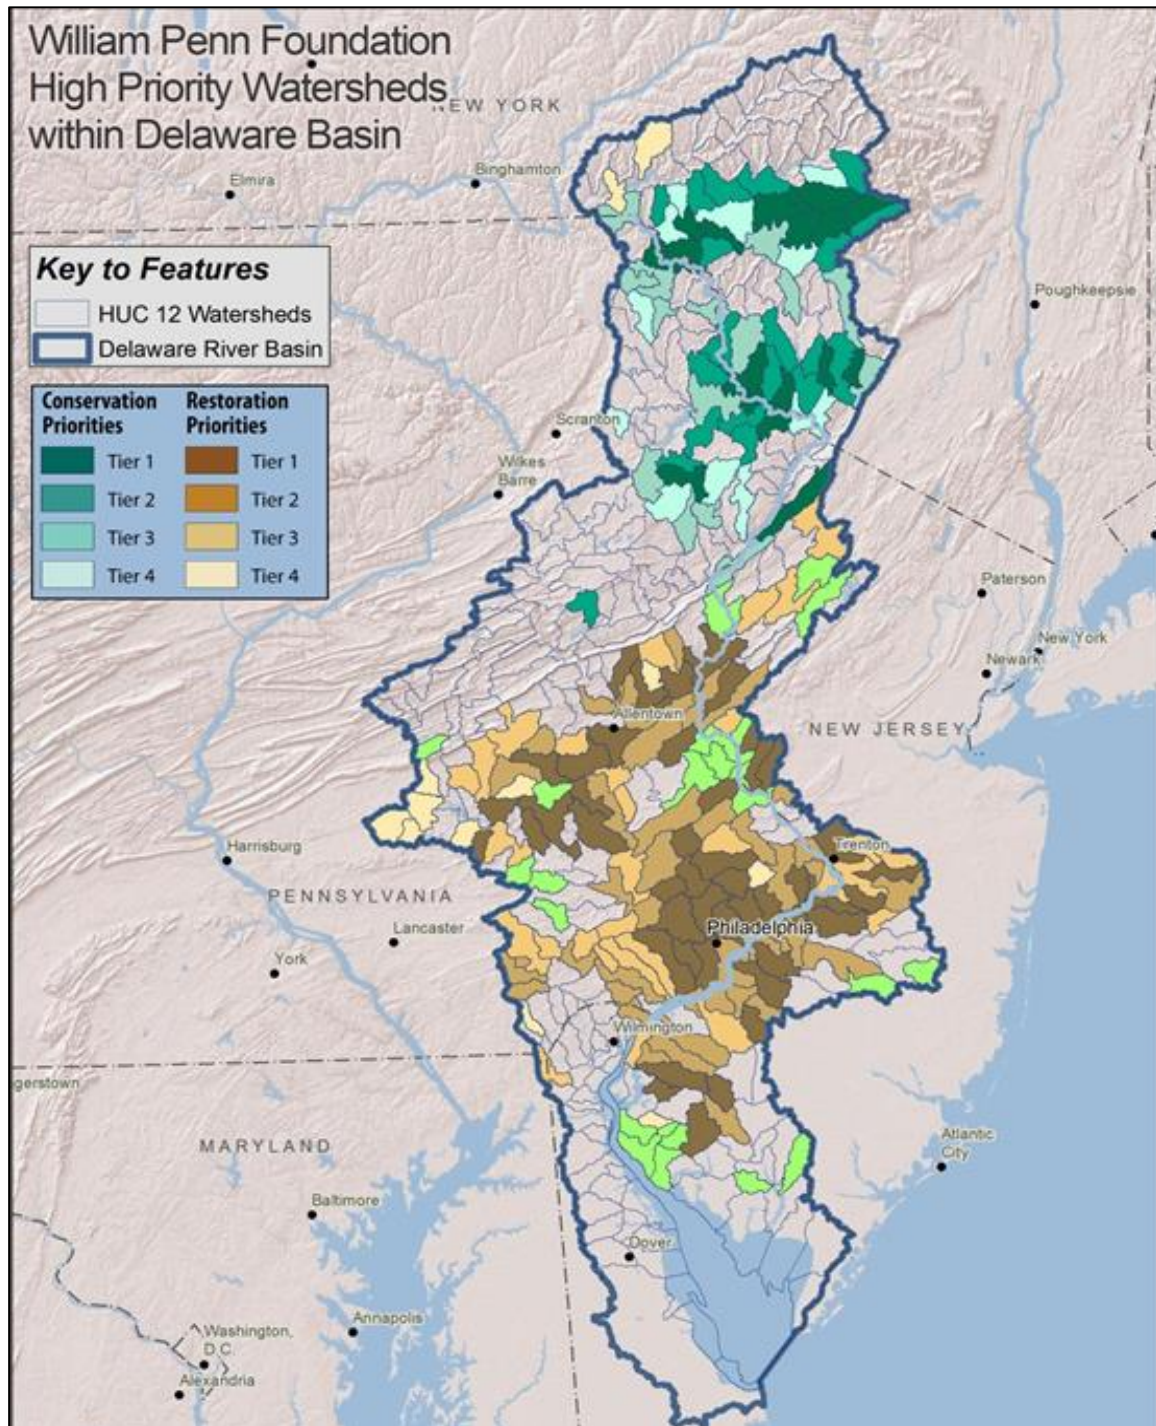 William Penn Foundation
High Priority Watersheds
within Delaware Basin
NEW YORK
Elmira
Binghamton
Key to Features
HUC 12 Watersheds
Delaware River Basin
Poughkeepsie
Conservation Priorities
Restoration Priorities
Tier 1
Tier 1
Tier 2
Tier 2
Tier 3
Tier 3
Tier 4
Tier 4
Scranton
Wilkes
Barre
Paterson
New York
Newark
Allentown
NEW JERSEY
Harrisburg
Trenton
PENNSYLVANIA
Lancaster
Philadelphia
York
Wilmington
gerstown
MARYLAND
Atlantic
City
Baltimore
Dover
Annapolis
Washington,
D.C.
Alexandria